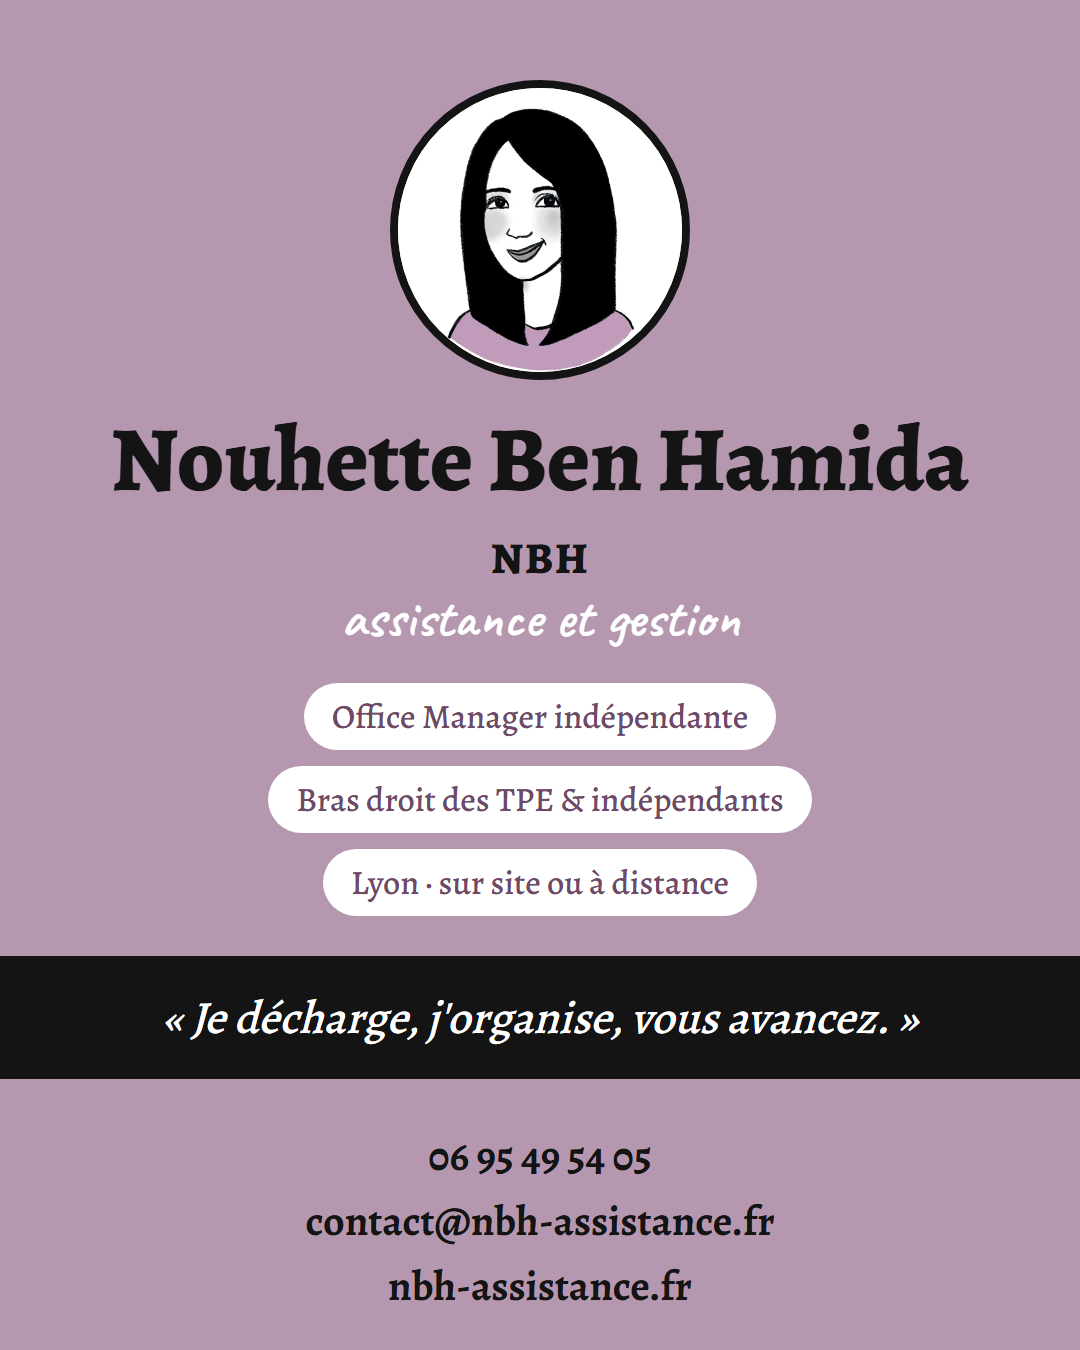 Nouhette Ben Hamida
NBH
assistance et gestion
Office Manager indépendante
Bras droit des TPE & indépendants
Lyon · sur site ou à distance
« Je décharge, j'organise, vous avancez. »
06 95 49 54 05
contact@nbh-assistance.fr
nbh-assistance.fr